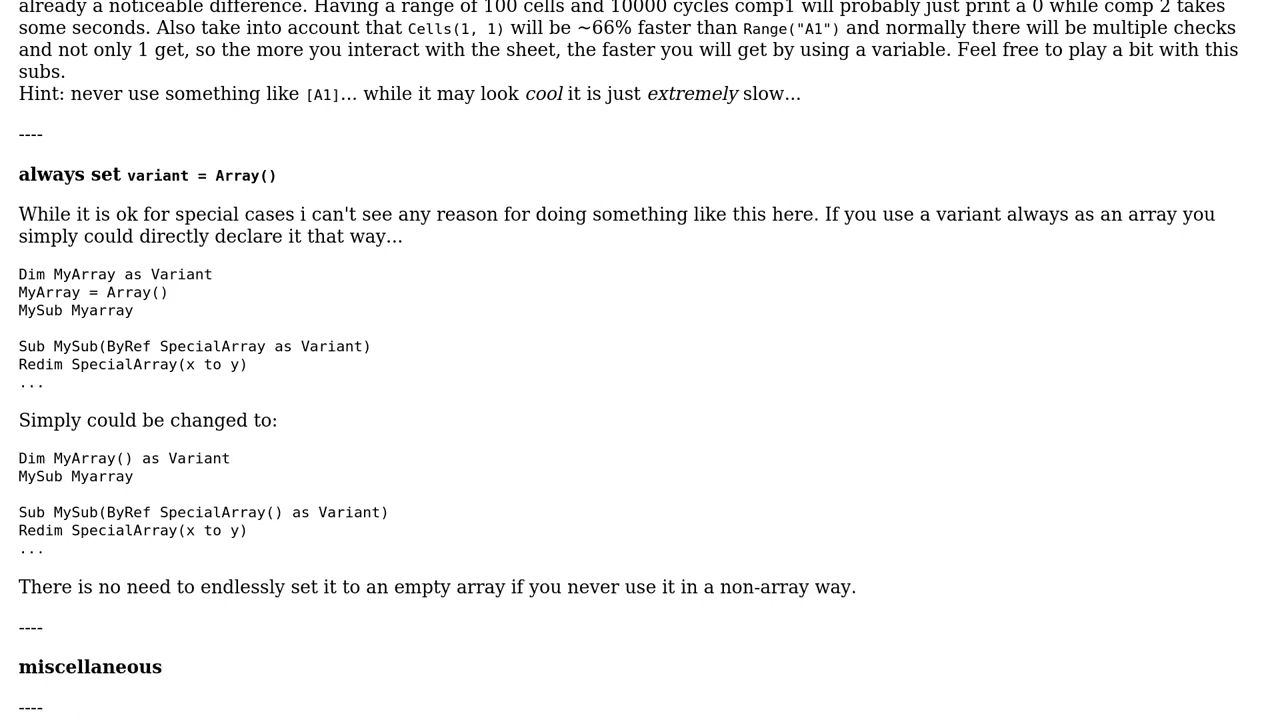 already a noticeable difference. Having a range of 100 cells and 10000 cycles comp1 will probably just print a 0 while comp 2 takes
some seconds. Also take into account that Cells(1, 1) will be ~66% faster than Range("A1") and normally there will be multiple checks
and not only 1 get, so the more you interact with the sheet, the faster you will get by using a variable. Feel free to play a bit with this
subs.
Hint: never use something like [A1]... while it may look cool it is just extremely slow...
----
always set variant = Array()
While it is ok for special cases i can't see any reason for doing something like this here. If you use a variant always as an array you
simply could directly declare it that way...
Dim MyArray as Variant
MyArray = Array()
MySub Myarray
Sub MySub(ByRef SpecialArray as Variant)
Redim SpecialArray(x to y)
...
Simply could be changed to:
Dim MyArray() as Variant
MySub Myarray
Sub MySub(ByRef SpecialArray() as Variant)
Redim SpecialArray(x to y)
...
There is no need to endlessly set it to an empty array if you never use it in a non-array way.
----
miscellaneous
----